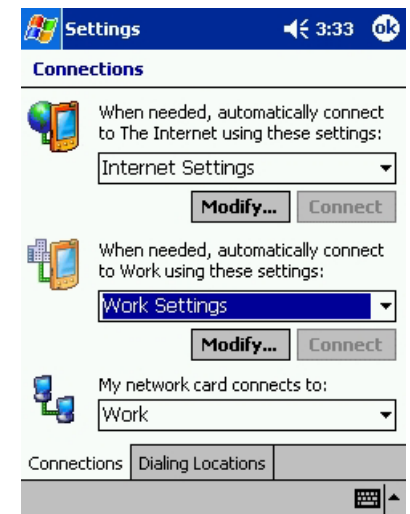 Settings 3:33 ok
Connections
When needed, automatically connect
to The Internet using these settings:
Internet Settings
Modify... Connect
When needed, automatically connect
to Work using these settings:
Work Settings
Modify... Connect
My network card connects to:
Work
Connections Dialing Locations